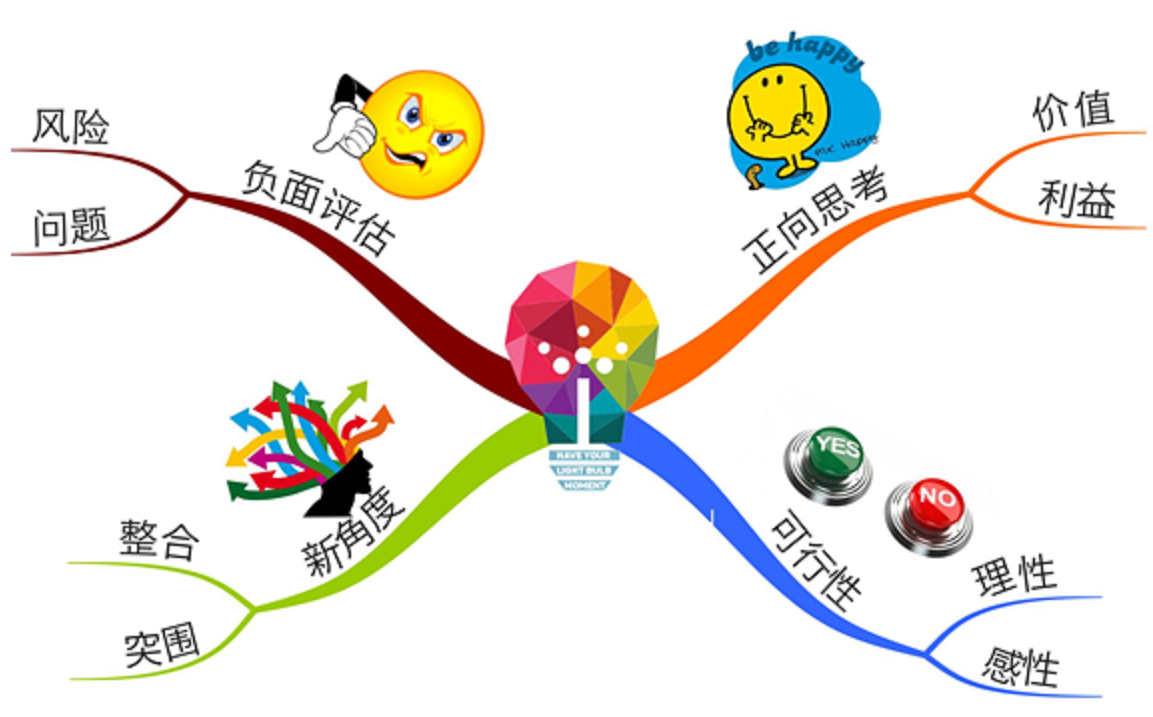 be happy
MR. HAPPY
正向思考
价值
利益
YES
NO
可行性
理性
感性
新角度
整合
突围
负面评估
风险
问题
HAVE YOUR
LIGHT BULB
MOMENT